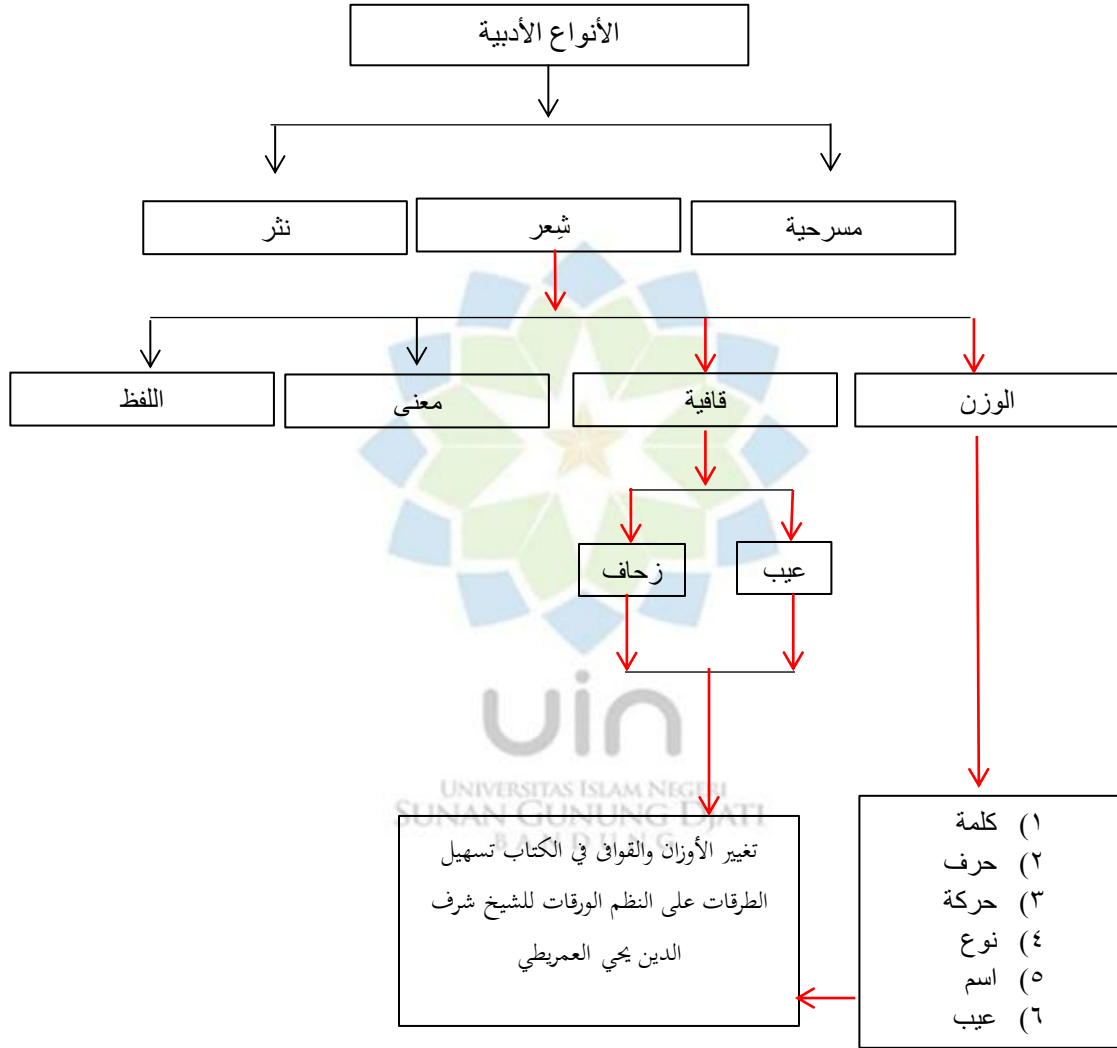 الأنواع الأدبية
مسرحية
شِعر
نثر
الوزن
قافية
معنى
اللفظ
عيب
زحاف
uin
UNIVERSITAS ISLAM NEGERI
SUNAN GUNUNG DJATI
BANDUNG
١) كلمة
٢) حرف
٣) حركة
٤) نوع
٥) اسم
٦) عيب
تغيير الأوزان والقوافى في الكتاب تسهيل
الطرقات على النظم الورقات للشيخ شرف
الدين يحي العمريطي